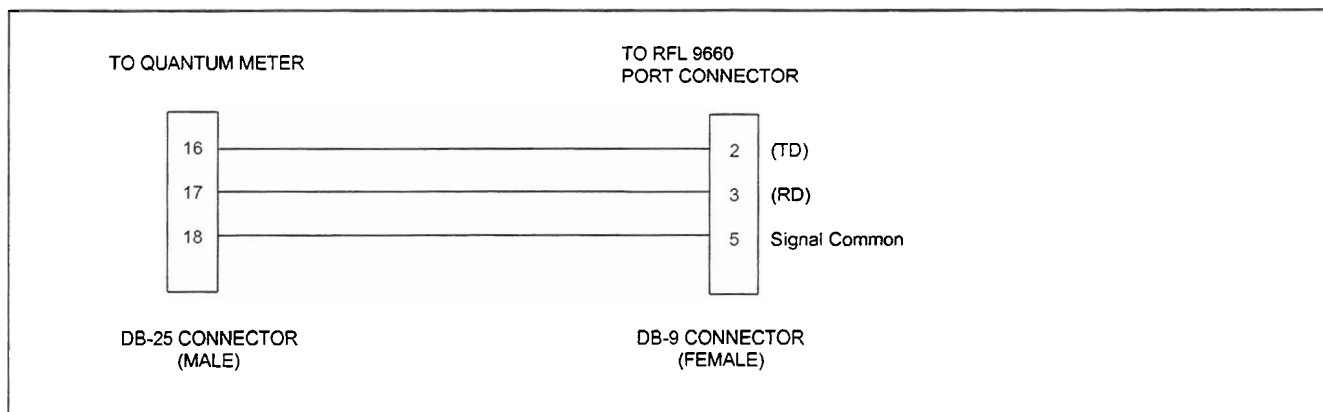 TO QUANTUM METER
TO RFL 9660
PORT CONNECTOR
16
2
(TD)
17
3
(RD)
18
5
Signal Common
DB-25 CONNECTOR
(MALE)
DB-9 CONNECTOR
(FEMALE)